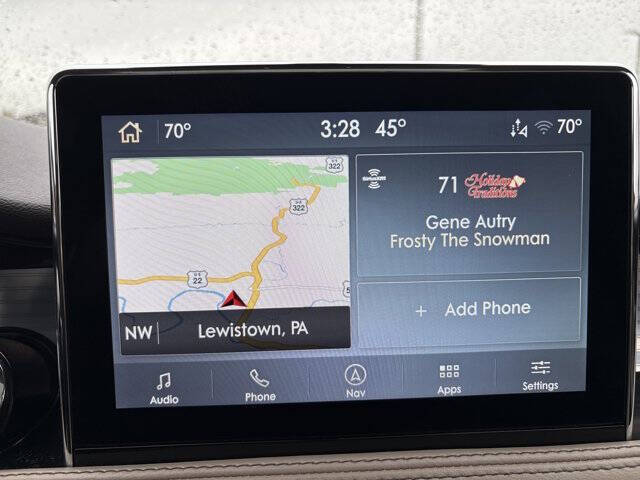 70° 3:28 45° 70°
U S 322
U S 322
U S 22
NW Lewistown, PA
SiriusXM
71 Holiday Traditions
Gene Autry
Frosty The Snowman
+ Add Phone
Audio Phone Nav Apps Settings